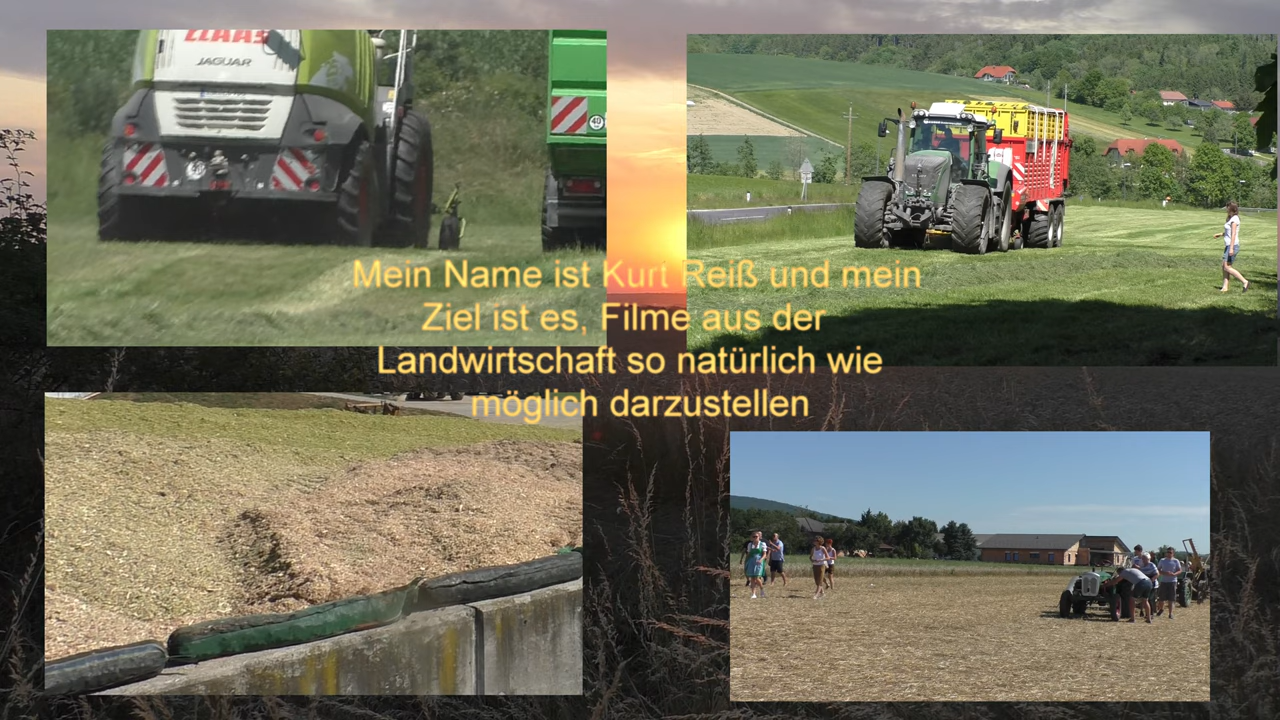 CLAAS
JAGUAR
40
Mein Name ist Kurt Reiß und mein
Ziel ist es, Filme aus der
Landwirtschaft so natürlich wie
möglich darzustellen